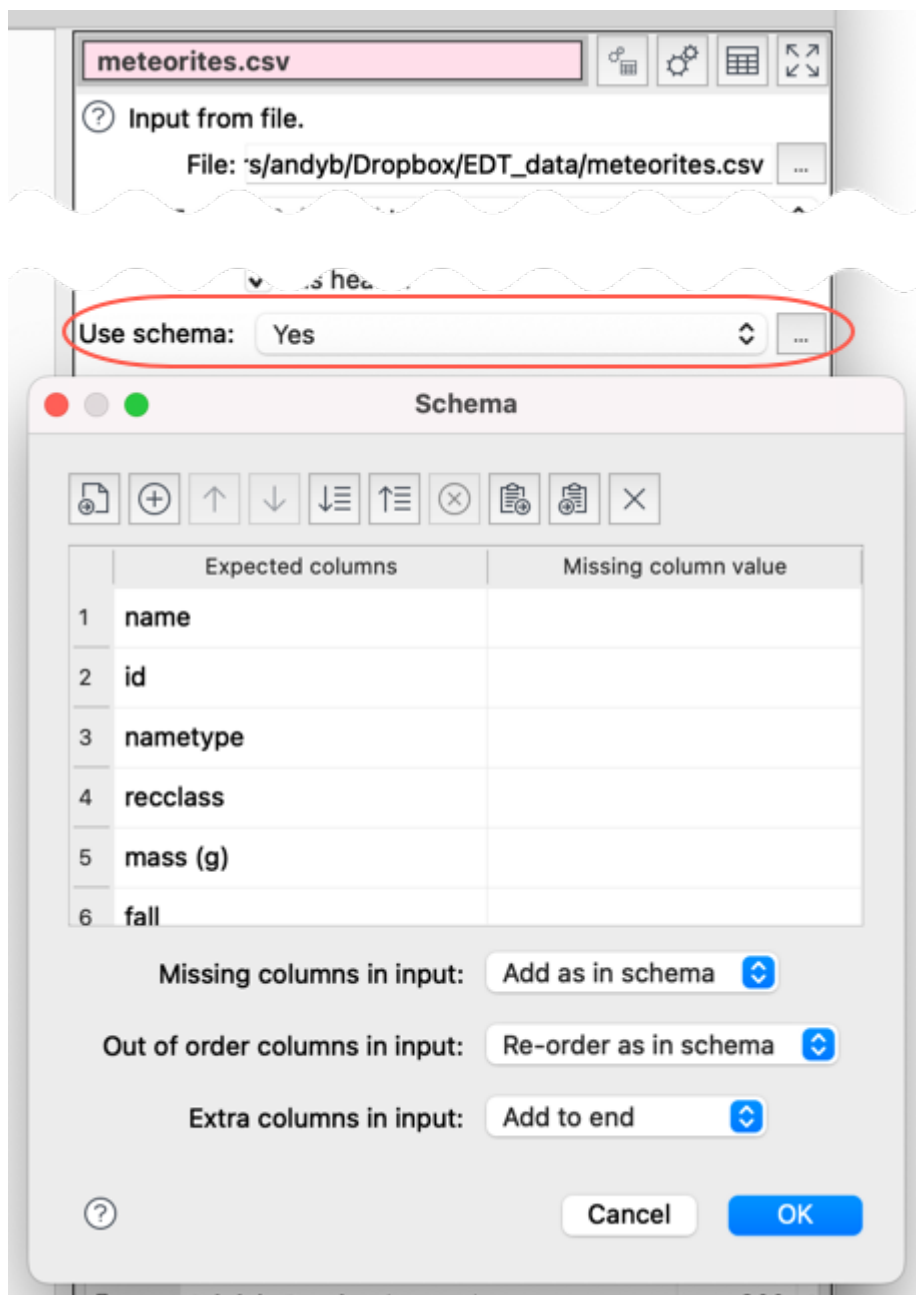 meteorites.csv
Input from file.
File: s/andyb/Dropbox/EDT_data/meteorites.csv ...
Use schema: Yes ...
Schema
Expected columns Missing column value
1 name
2 id
3 nametype
4 recclass
5 mass (g)
6 fall
Missing columns in input: Add as in schema
Out of order columns in input: Re-order as in schema
Extra columns in input: Add to end
? Cancel OK